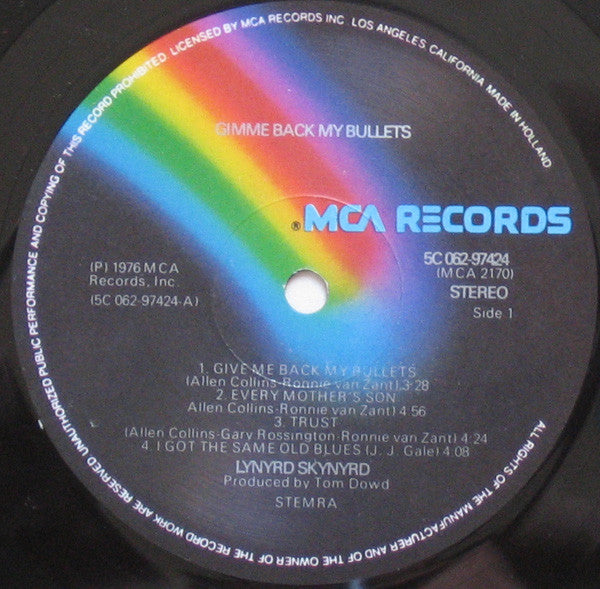 ALL RIGHTS OF THE MANUFACTURER AND OF THE OWNER OF THE RECORD WORK ARE RESERVED UNAUTHORIZED PUBLIC PERFORMANCE AND COPYING OF THIS RECORD PROHIBITED. LICENSED BY MCA RECORDS INC. LOS ANGELES, CALIFORNIA MADE IN HOLLAND
GIMME BACK MY BULLETS
® MCA RECORDS
5C 062-97424
(MCA 2170)
STEREO
Side 1
(P) 1976 MCA
Records, Inc.
(5C 062-97424-A)
1. GIVE ME BACK MY BULLETS
(Allen Collins-Ronnie van Zant) 3:28
2. EVERY MOTHER'S SON
Allen Collins-Ronnie van Zant) 4:56
3. TRUST
(Allen Collins-Gary Rossington-Ronnie van Zant) 4:24
4. I GOT THE SAME OLD BLUES (J. J. Gale) 4:08
LYNYRD SKYNYRD
Produced by Tom Dowd
STEMRA